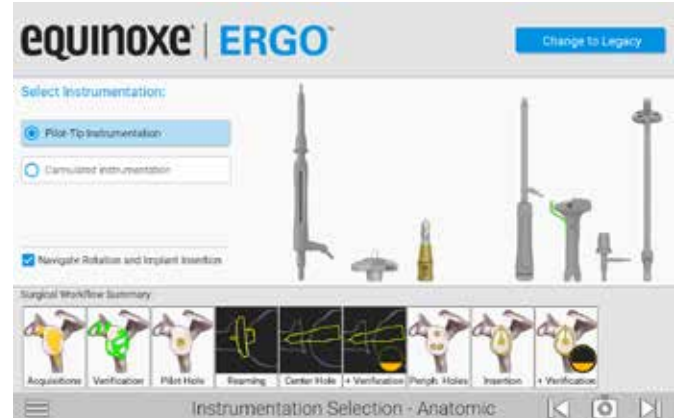 equinoxe | ERGO™
Change to Legacy
Select Instrumentation:
Pilot-Tip Instrumentation
Cannulated Instrumentation
Navigate Rotation and Implant Insertion
Surgical Workflow Summary
Acquisitions Verification Pilot Hole Reaming Center Hole + Verification Periph. Holes Insertion + Verification
Instrumentation Selection - Anatomic